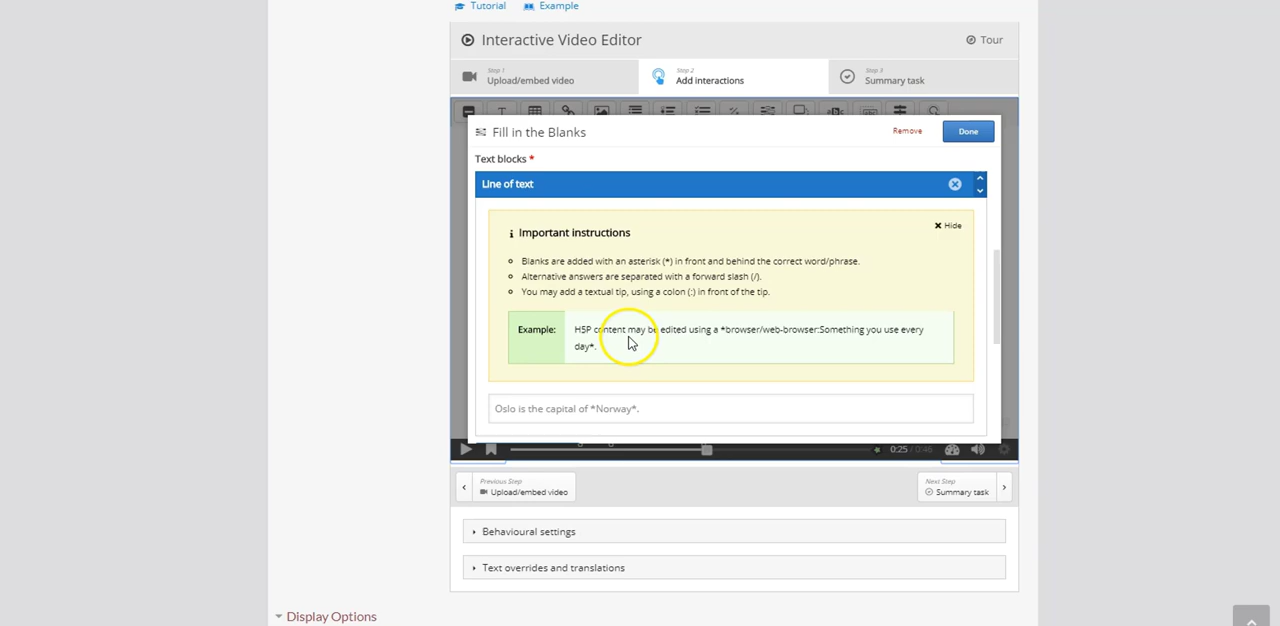 Tutorial Example
Interactive Video Editor
Tour
Step 1
Upload/embed video
Step 2
Add interactions
Step 3
Summary task
Fill in the Blanks
Remove
Done
Text blocks *
Line of text
Important instructions
Hide
Blanks are added with an asterisk (*) in front and behind the correct word/phrase.
Alternative answers are separated with a forward slash (/).
You may add a textual tip, using a colon (:) in front of the tip.
Example:
H5P content may be edited using a *browser/web-browser:Something you use every
day*.
Oslo is the capital of *Norway*.
0:25 / 0:46
Previous Step
Upload/embed video
Next Step
Summary task
Behavioural settings
Text overrides and translations
Display Options